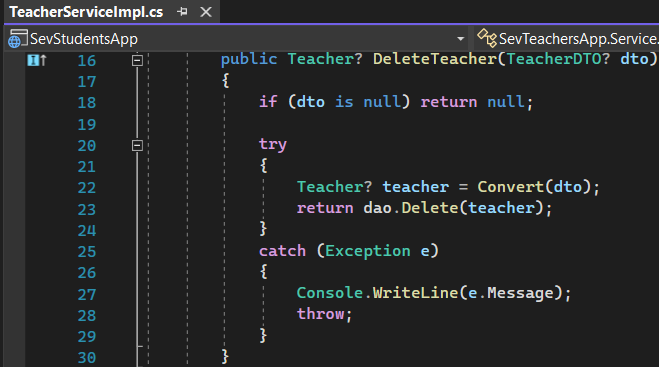 TeacherServiceImpl.cs
SevStudentsApp SevTeachersApp.Service.
16 public Teacher? DeleteTeacher(TeacherDTO? dto)
17 {
18 if (dto is null) return null;
19
20 try
21 {
22 Teacher? teacher = Convert(dto);
23 return dao.Delete(teacher);
24 }
25 catch (Exception e)
26 {
27 Console.WriteLine(e.Message);
28 throw;
29 }
30 }